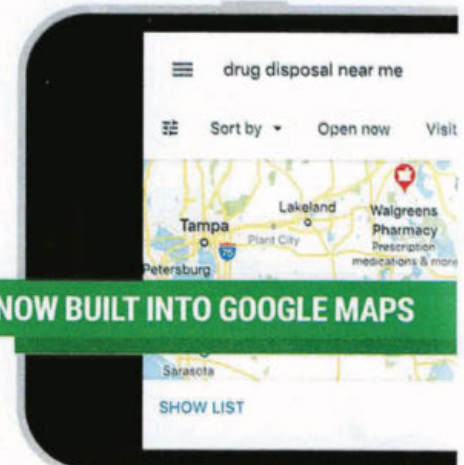 drug disposal near me
Sort by Open now Visit
Lakeland
Walgreens
Pharmacy
Prescription
medications & more
Tampa
Plant City
75
Petersburg
NOW BUILT INTO GOOGLE MAPS
Sarasota
SHOW LIST